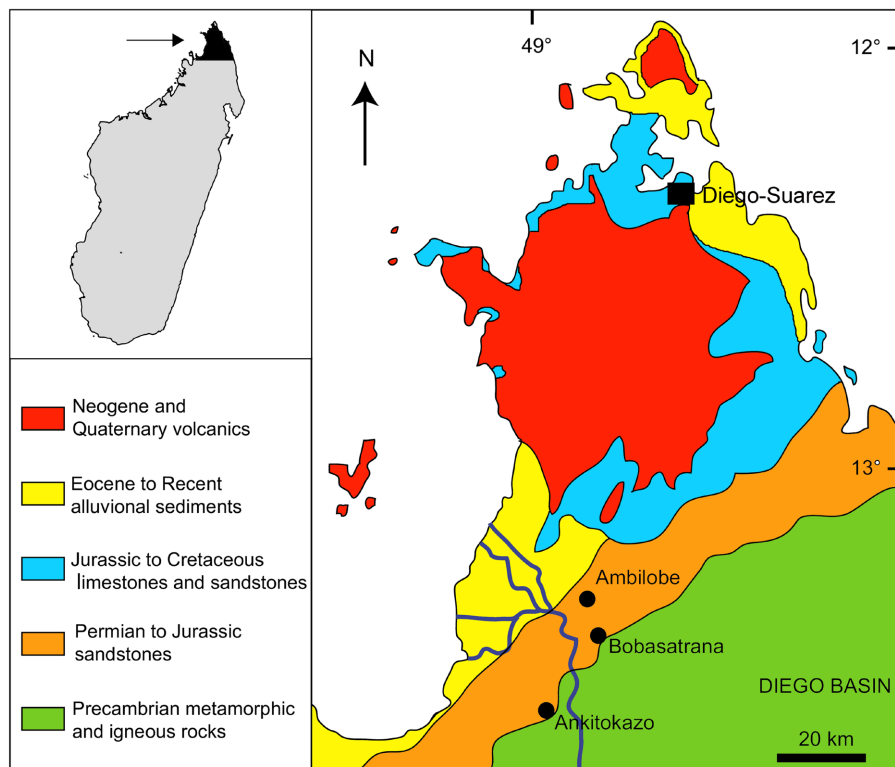 49°
12°
N
Diego-Suarez
Neogene and
Quaternary volcanics
Eocene to Recent
alluvional sediments
Jurassic to Cretaceous
limestones and sandstones
Permian to Jurassic
sandstones
Precambrian metamorphic
and igneous rocks
13°
Ambilobe
Bobasatrana
DIEGO BASIN
Ankitokazo
20 km